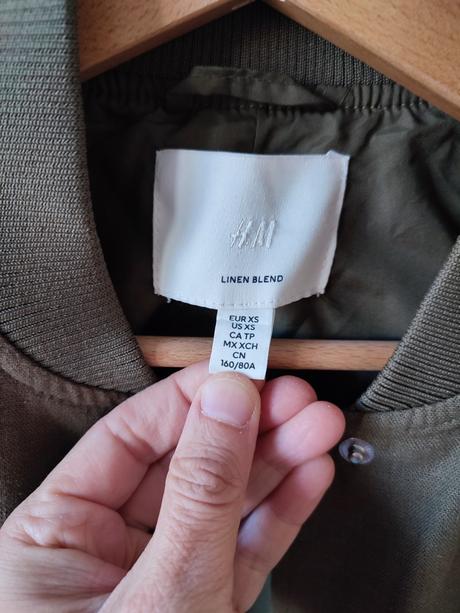 H&M
LINEN BLEND
EUR XS
US XS
CA TP
MX XCH
CN
160/80A